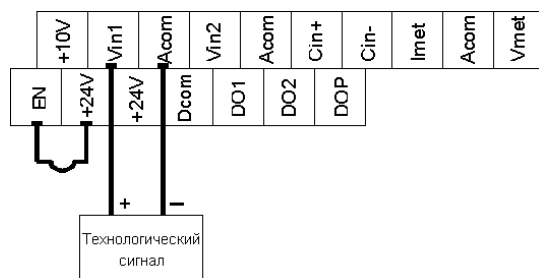 +10V Vin1 Acom Vin2 Acom Cin+ Cin- Imet Acom Vmet
EN +24V +24V Dcom DO1 DO2 DOP
+ −
Технологический
сигнал